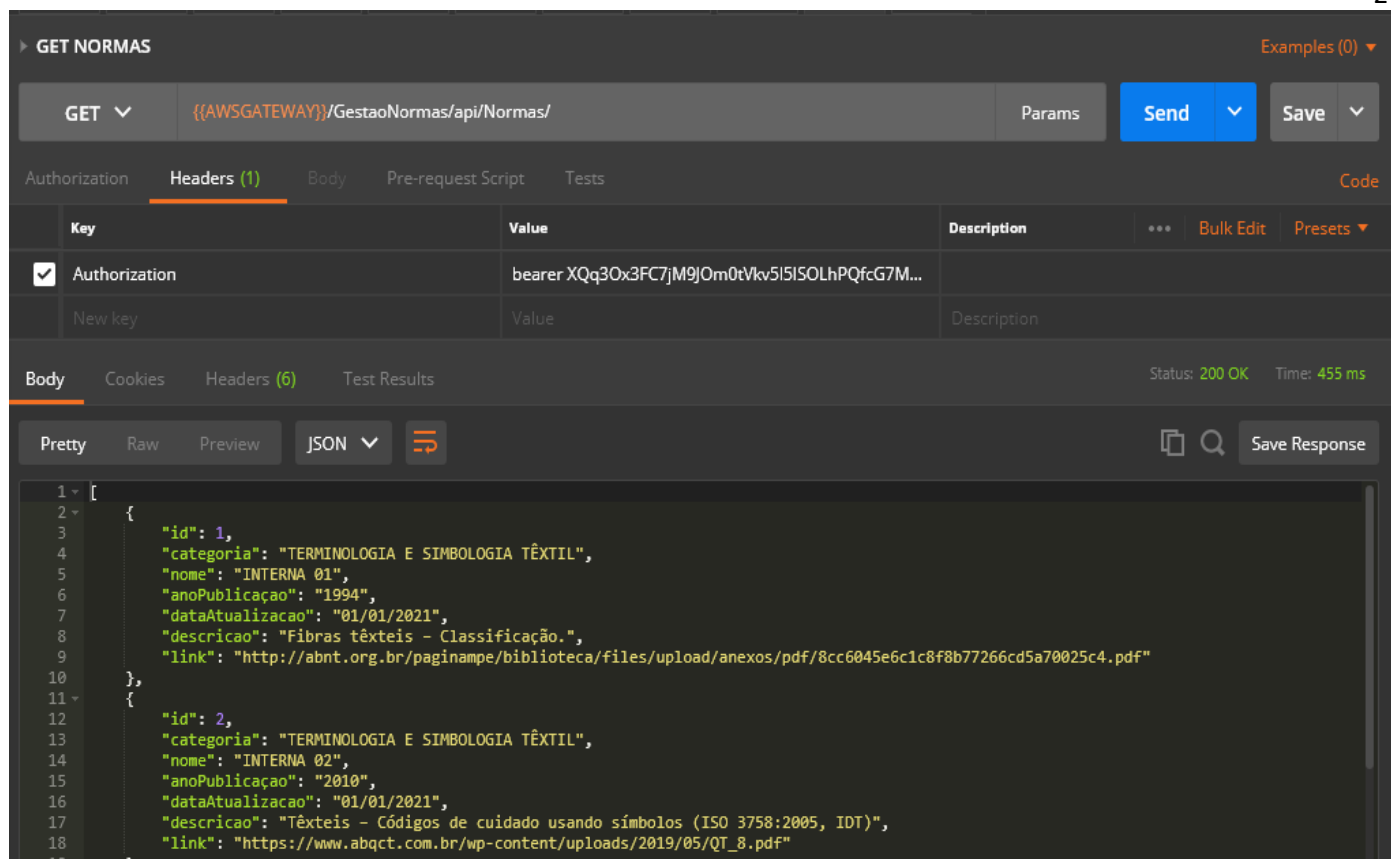 GET NORMAS Examples (0)
GET {{AWSGATEWAY}}/GestaoNormas/api/Normas/ Params Send Save
Authorization Headers (1) Body Pre-request Script Tests Code
Key Value Description ••• Bulk Edit Presets
Authorization bearer XQq3Ox3FC7jM9JOm0tVkv5l5lSOLhPQfcG7M...
New key Value Description
Body Cookies Headers (6) Test Results Status: 200 OK Time: 455 ms
Pretty Raw Preview JSON Save Response
1 [
2 {
3 "id": 1,
4 "categoria": "TERMINOLOGIA E SIMBOLOGIA TÊXTIL",
5 "nome": "INTERNA 01",
6 "anoPublicaçao": "1994",
7 "dataAtualizacao": "01/01/2021",
8 "descricao": "Fibras têxteis – Classificação.",
9 "link": "http://abnt.org.br/paginampe/biblioteca/files/upload/anexos/pdf/8cc6045e6c1c8f8b77266cd5a70025c4.pdf"
10 },
11 {
12 "id": 2,
13 "categoria": "TERMINOLOGIA E SIMBOLOGIA TÊXTIL",
14 "nome": "INTERNA 02",
15 "anoPublicaçao": "2010",
16 "dataAtualizacao": "01/01/2021",
17 "descricao": "Têxteis – Códigos de cuidado usando símbolos (ISO 3758:2005, IDT)",
18 "link": "https://www.abqct.com.br/wp-content/uploads/2019/05/QT_8.pdf"